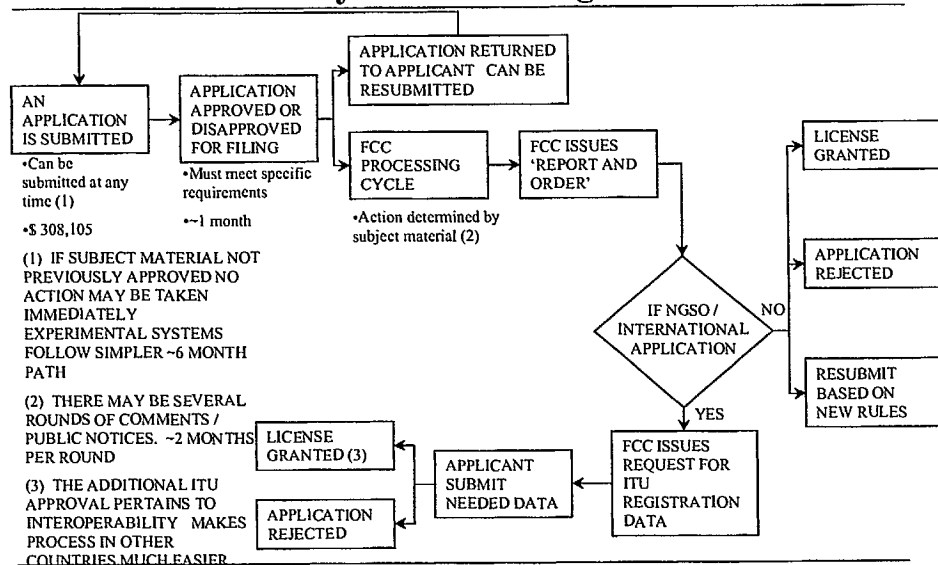 APPLICATION RETURNED
TO APPLICANT CAN BE
RESUBMITTED
AN
APPLICATION
IS SUBMITTED
•Can be
submitted at any
time (1)
•$ 308,105
APPLICATION
APPROVED OR
DISAPPROVED
FOR FILING
•Must meet specific
requirements
•~1 month
FCC
PROCESSING
CYCLE
•Action determined by
subject material (2)
FCC ISSUES
'REPORT AND
ORDER'
LICENSE
GRANTED
APPLICATION
REJECTED
RESUBMIT
BASED ON
NEW RULES
IF NGSO /
INTERNATIONAL
APPLICATION
NO
YES
FCC ISSUES
REQUEST FOR
ITU
REGISTRATION
DATA
APPLICANT
SUBMIT
NEEDED DATA
LICENSE
GRANTED (3)
APPLICATION
REJECTED
(1) IF SUBJECT MATERIAL NOT
PREVIOUSLY APPROVED NO
ACTION MAY BE TAKEN
IMMEDIATELY
EXPERIMENTAL SYSTEMS
FOLLOW SIMPLER ~6 MONTH
PATH
(2) THERE MAY BE SEVERAL
ROUNDS OF COMMENTS /
PUBLIC NOTICES. ~2 MONTHS
PER ROUND
(3) THE ADDITIONAL ITU
APPROVAL PERTAINS TO
INTEROPERABILITY MAKES
PROCESS IN OTHER
COUNTRIES MUCH EASIER